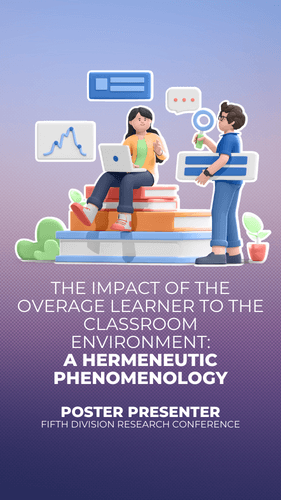 THE IMPACT OF THE
OVERAGE LEARNER TO THE
CLASSROOM
ENVIRONMENT:
A HERMENEUTIC
PHENOMENOLOGY
POSTER PRESENTER
FIFTH DIVISION RESEARCH CONFERENCE